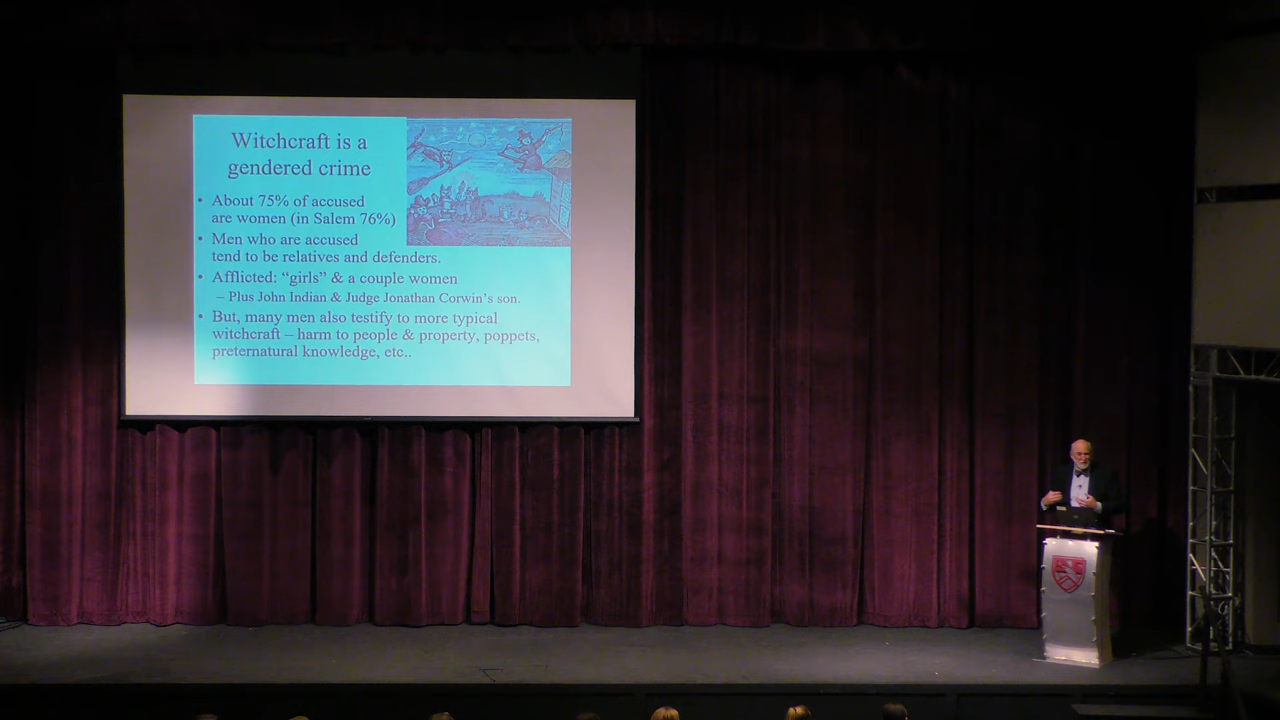 Witchcraft is a
gendered crime
• About 75% of accused
are women (in Salem 76%)
• Men who are accused
tend to be relatives and defenders.
• Afflicted: “girls” & a couple women
– Plus John Indian & Judge Jonathan Corwin’s son.
• But, many men also testify to more typical
witchcraft – harm to people & property, poppets,
preternatural knowledge, etc..